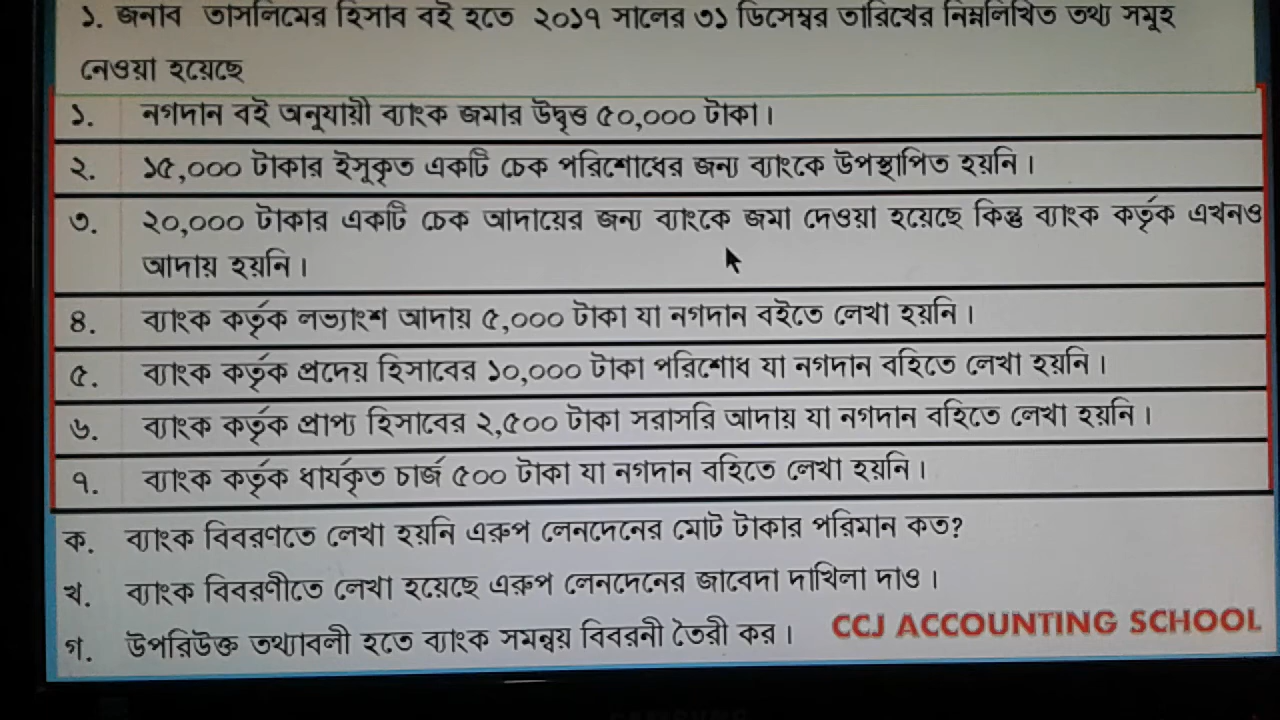 ১. জনাব তাসলিমের হিসাব বই হতে ২০১৭ সালের ৩১ ডিসেম্বর তারিখের নিম্নলিখিত তথ্য সমূহ
নেওয়া হয়েছে
১. নগদান বই অনুযায়ী ব্যাংক জমার উদ্বৃত্ত ৫০,০০০ টাকা।
২. ১৫,০০০ টাকার ইসূকৃত একটি চেক পরিশোধের জন্য ব্যাংকে উপস্থাপিত হয়নি।
৩. ২০,০০০ টাকার একটি চেক আদায়ের জন্য ব্যাংকে জমা দেওয়া হয়েছে কিন্তু ব্যাংক কর্তৃক এখনও
আদায় হয়নি।
৪. ব্যাংক কর্তৃক লভ্যাংশ আদায় ৫,০০০ টাকা যা নগদান বইতে লেখা হয়নি।
৫. ব্যাংক কর্তৃক প্রদেয় হিসাবের ১০,০০০ টাকা পরিশোধ যা নগদান বহিতে লেখা হয়নি।
৬. ব্যাংক কর্তৃক প্রাপ্য হিসাবের ২,৫০০ টাকা সরাসরি আদায় যা নগদান বহিতে লেখা হয়নি।
৭. ব্যাংক কর্তৃক ধার্যকৃত চার্জ ৫০০ টাকা যা নগদান বহিতে লেখা হয়নি।
ক. ব্যাংক বিবরণতে লেখা হয়নি এরুপ লেনদেনের মোট টাকার পরিমান কত?
খ. ব্যাংক বিবরণীতে লেখা হয়েছে এরুপ লেনদেনের জাবেদা দাখিলা দাও।
গ. উপরিউক্ত তথ্যাবলী হতে ব্যাংক সমন্বয় বিবরনী তৈরী কর।
CCJ ACCOUNTING SCHOOL